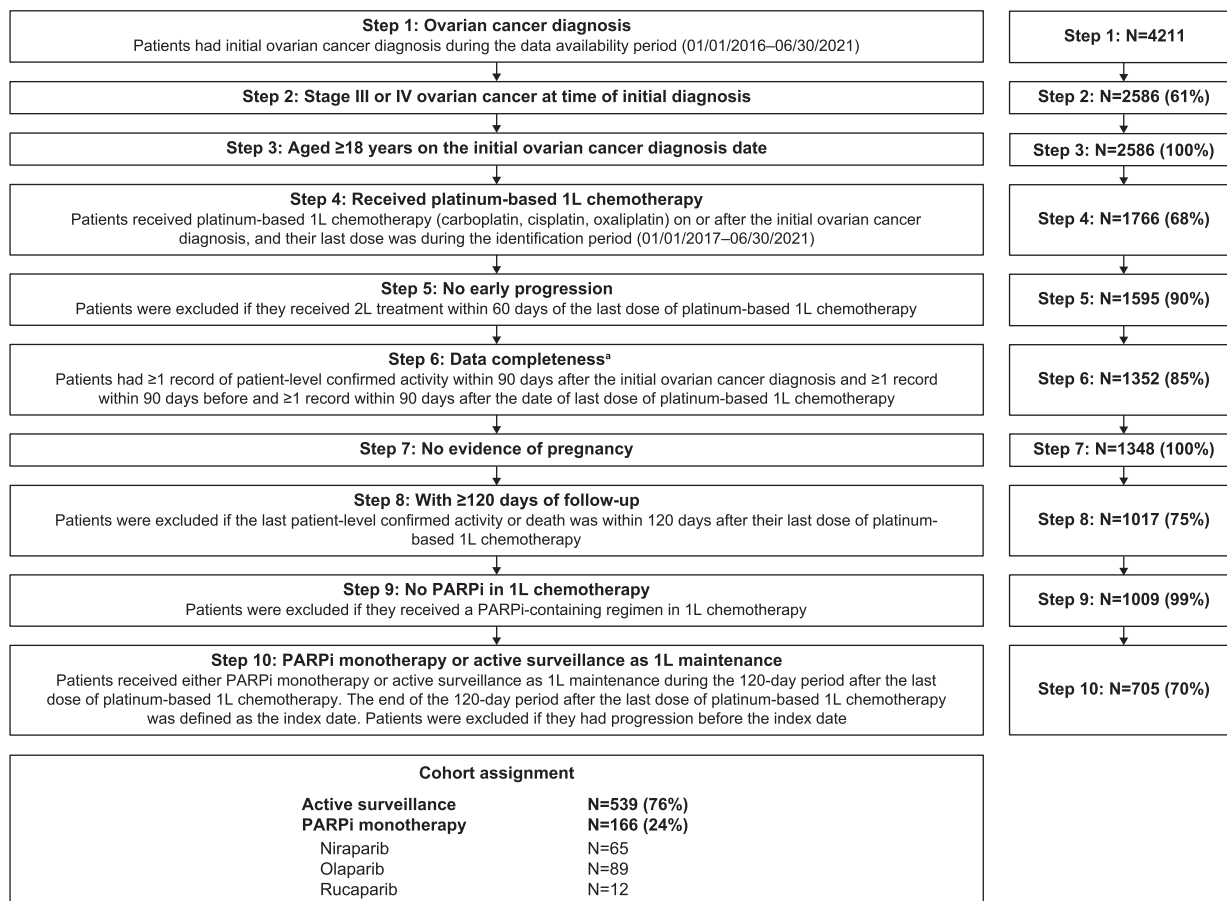 Step 1: Ovarian cancer diagnosis
Patients had initial ovarian cancer diagnosis during the data availability period (01/01/2016–06/30/2021)
Step 1: N=4211
Step 2: Stage III or IV ovarian cancer at time of initial diagnosis
Step 2: N=2586 (61%)
Step 3: Aged ≥18 years on the initial ovarian cancer diagnosis date
Step 3: N=2586 (100%)
Step 4: Received platinum-based 1L chemotherapy
Patients received platinum-based 1L chemotherapy (carboplatin, cisplatin, oxaliplatin) on or after the initial ovarian cancer
diagnosis, and their last dose was during the identification period (01/01/2017–06/30/2021)
Step 4: N=1766 (68%)
Step 5: No early progression
Patients were excluded if they received 2L treatment within 60 days of the last dose of platinum-based 1L chemotherapy
Step 5: N=1595 (90%)
Step 6: Data completenessᵃ
Patients had ≥1 record of patient-level confirmed activity within 90 days after the initial ovarian cancer diagnosis and ≥1 record
within 90 days before and ≥1 record within 90 days after the date of last dose of platinum-based 1L chemotherapy
Step 6: N=1352 (85%)
Step 7: No evidence of pregnancy
Step 7: N=1348 (100%)
Step 8: With ≥120 days of follow-up
Patients were excluded if the last patient-level confirmed activity or death was within 120 days after their last dose of platinum-
based 1L chemotherapy
Step 8: N=1017 (75%)
Step 9: No PARPi in 1L chemotherapy
Patients were excluded if they received a PARPi-containing regimen in 1L chemotherapy
Step 9: N=1009 (99%)
Step 10: PARPi monotherapy or active surveillance as 1L maintenance
Patients received either PARPi monotherapy or active surveillance as 1L maintenance during the 120-day period after the last
dose of platinum-based 1L chemotherapy. The end of the 120-day period after the last dose of platinum-based 1L chemotherapy
was defined as the index date. Patients were excluded if they had progression before the index date
Step 10: N=705 (70%)
Cohort assignment
Active surveillance N=539 (76%)
PARPi monotherapy N=166 (24%)
Niraparib N=65
Olaparib N=89
Rucaparib N=12